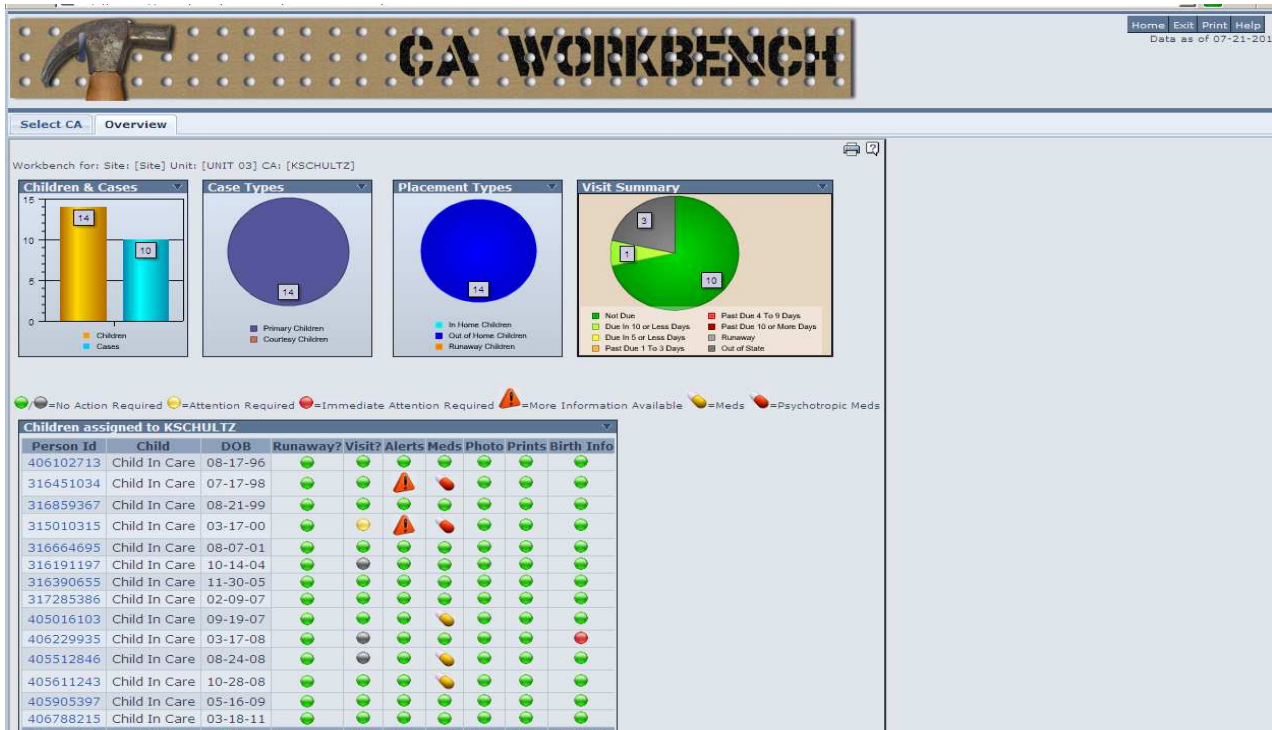 Home Exit Print Help
Data as of 07-21-201
CA WORKBENCH
Select CA Overview
Workbench for: Site: [Site] Unit: [UNIT 03] CA: [KSCHULTZ]
Children & Cases
15
14
10
10
5
0
Children
Cases
Case Types
14
Primary Children
Courtesy Children
Placement Types
14
In Home Children
Out of Home Children
Runaway Children
Visit Summary
3
1
10
Not Due
Due In 10 or Less Days
Due In 5 or Less Days
Past Due 1 To 3 Days
Past Due 4 To 9 Days
Past Due 10 or More Days
Runaway
Out of State
/ =No Action Required =Attention Required =Immediate Attention Required =More Information Available =Meds =Psychotropic Meds
Children assigned to KSCHULTZ
Person Id Child DOB Runaway? Visit? Alerts Meds Photo Prints Birth Info
406102713 Child In Care 08-17-96
316451034 Child In Care 07-17-98
316859367 Child In Care 08-21-99
315010315 Child In Care 03-17-00
316664695 Child In Care 08-07-01
316191197 Child In Care 10-14-04
316390655 Child In Care 11-30-05
317285386 Child In Care 02-09-07
405016103 Child In Care 09-19-07
406229935 Child In Care 03-17-08
405512846 Child In Care 08-24-08
405611243 Child In Care 10-28-08
405905397 Child In Care 05-16-09
406788215 Child In Care 03-18-11